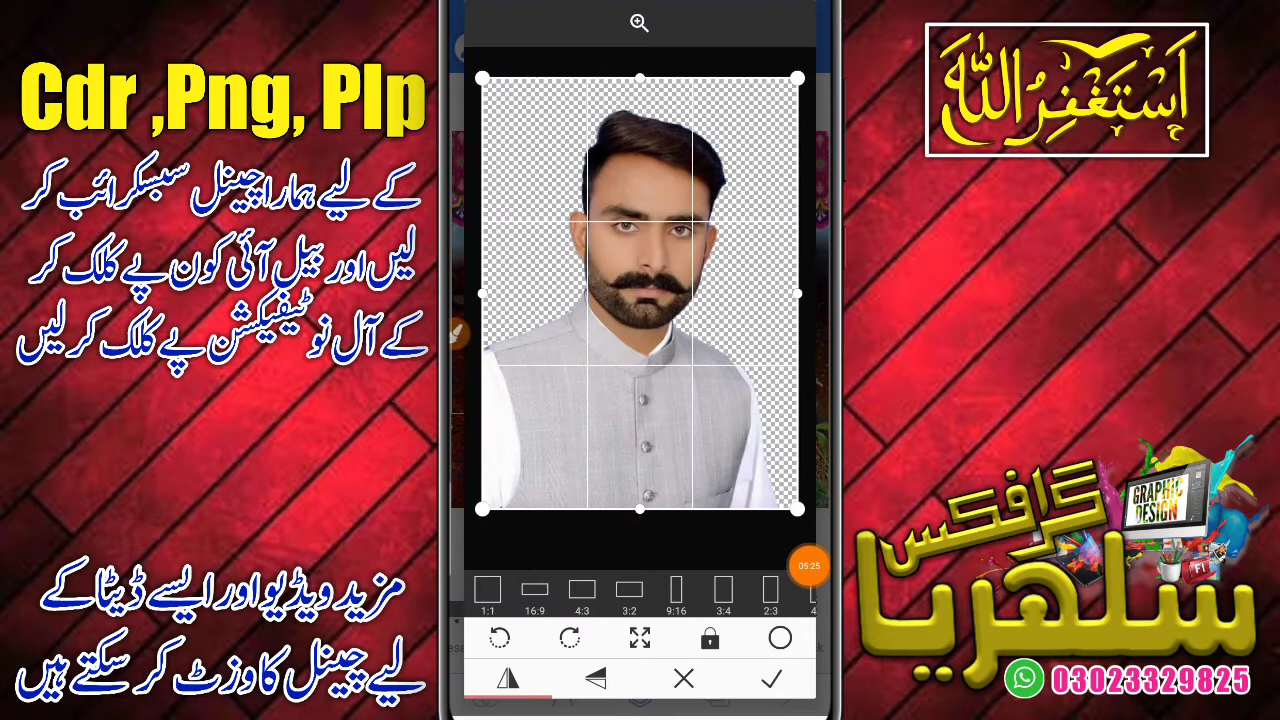 Cdr ,Png, Plp
کے لیے ہمارا چینل سبسکرائب کر
لیں اور بیل آئی کون پے کلک کر
کے آل نوٹیفیکشن پے کلک کر لیں
مزید ویڈیو اور ایسے ڈیٹا کے
لیے چینل کا وزٹ کر سکتے ہیں
05:25
1:1 16:9 4:3 3:2 9:16 3:4 2:3 4
اَسْتَغْفِرُاللّٰه
گرافکس
GRAPHIC
DESIGN
سلھریا
03023329825